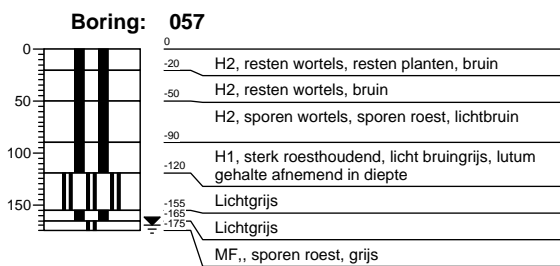 Boring: 057
0
0
-20
H2, resten wortels, resten planten, bruin
50
-50
H2, resten wortels, bruin
H2, sporen wortels, sporen roest, lichtbruin
-90
100
-120
H1, sterk roesthoudend, licht bruingrijs, lutum
gehalte afnemend in diepte
150
-155
Lichtgrijs
-165
Lichtgrijs
-175
MF,, sporen roest, grijs